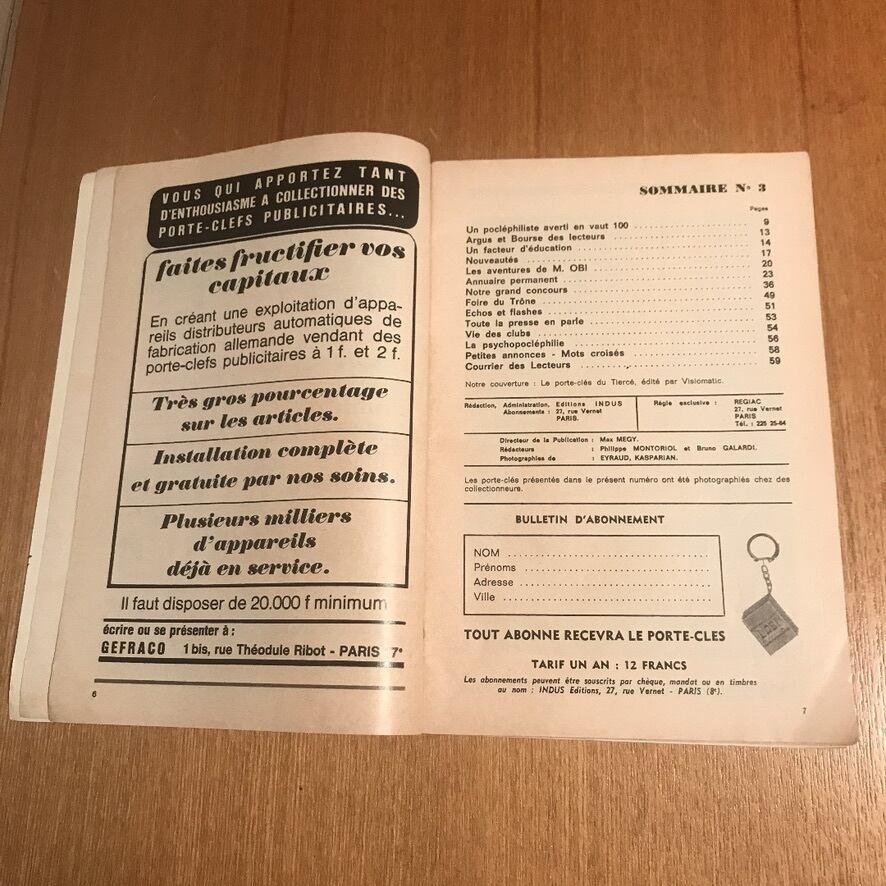 VOUS QUI APPORTEZ TANT
D'ENTHOUSIASME A COLLECTIONNER DES
PORTE-CLEFS PUBLICITAIRES...
faites fructifier vos
capitaux
En créant une exploitation d'appa-
reils distributeurs automatiques de
fabrication allemande vendant des
porte-clefs publicitaires à 1 f. et 2 f.
Très gros pourcentage
sur les articles.
Installation complète
et gratuite par nos soins.
Plusieurs milliers
d'appareils
déjà en service.
Il faut disposer de 20.000 f minimum
écrire ou se présenter à :
GEFRACO 1 bis, rue Théodule Ribot - PARIS 7e
6
SOMMAIRE No 3
Pages
Un pocléphiliste averti en vaut 100 9
Argus et Bourse des lecteurs 13
Un facteur d'éducation 14
Nouveautés 17
Les aventures de M. OBI 20
Annuaire permanent 23
Notre grand concours 36
Foire du Trône 49
Echos et flashes 51
Toute la presse en parle 53
Vie des clubs 54
La psychopocléphilie 56
Petites annonces - Mots croisés 58
Courrier des Lecteurs 59
Notre couverture : Le porte-clés du Tiercé, édité par Visiomatic.
Rédaction, Administration, Editions INDUS
Abonnements : 27, rue Vernet
PARIS.
Régie exclusive : REGIAC
27, rue Vernet
PARIS
Tél. : 225 25-64
Directeur de la Publication : Max MEGY.
Rédacteurs : Philippe MONTORIOL et Bruno GALARDI.
Photographies de : EYRAUD, KASPARIAN.
Les porte-clés présentés dans le présent numéro ont été photographiés chez des
collectionneurs.
BULLETIN D'ABONNEMENT
NOM
Prénoms
Adresse
Ville
TOUT ABONNE RECEVRA LE PORTE-CLES
TARIF UN AN : 12 FRANCS
Les abonnements peuvent être souscrits par chèque, mandat ou en timbres
au nom : INDUS Editions, 27, rue Vernet - PARIS (8e).
7